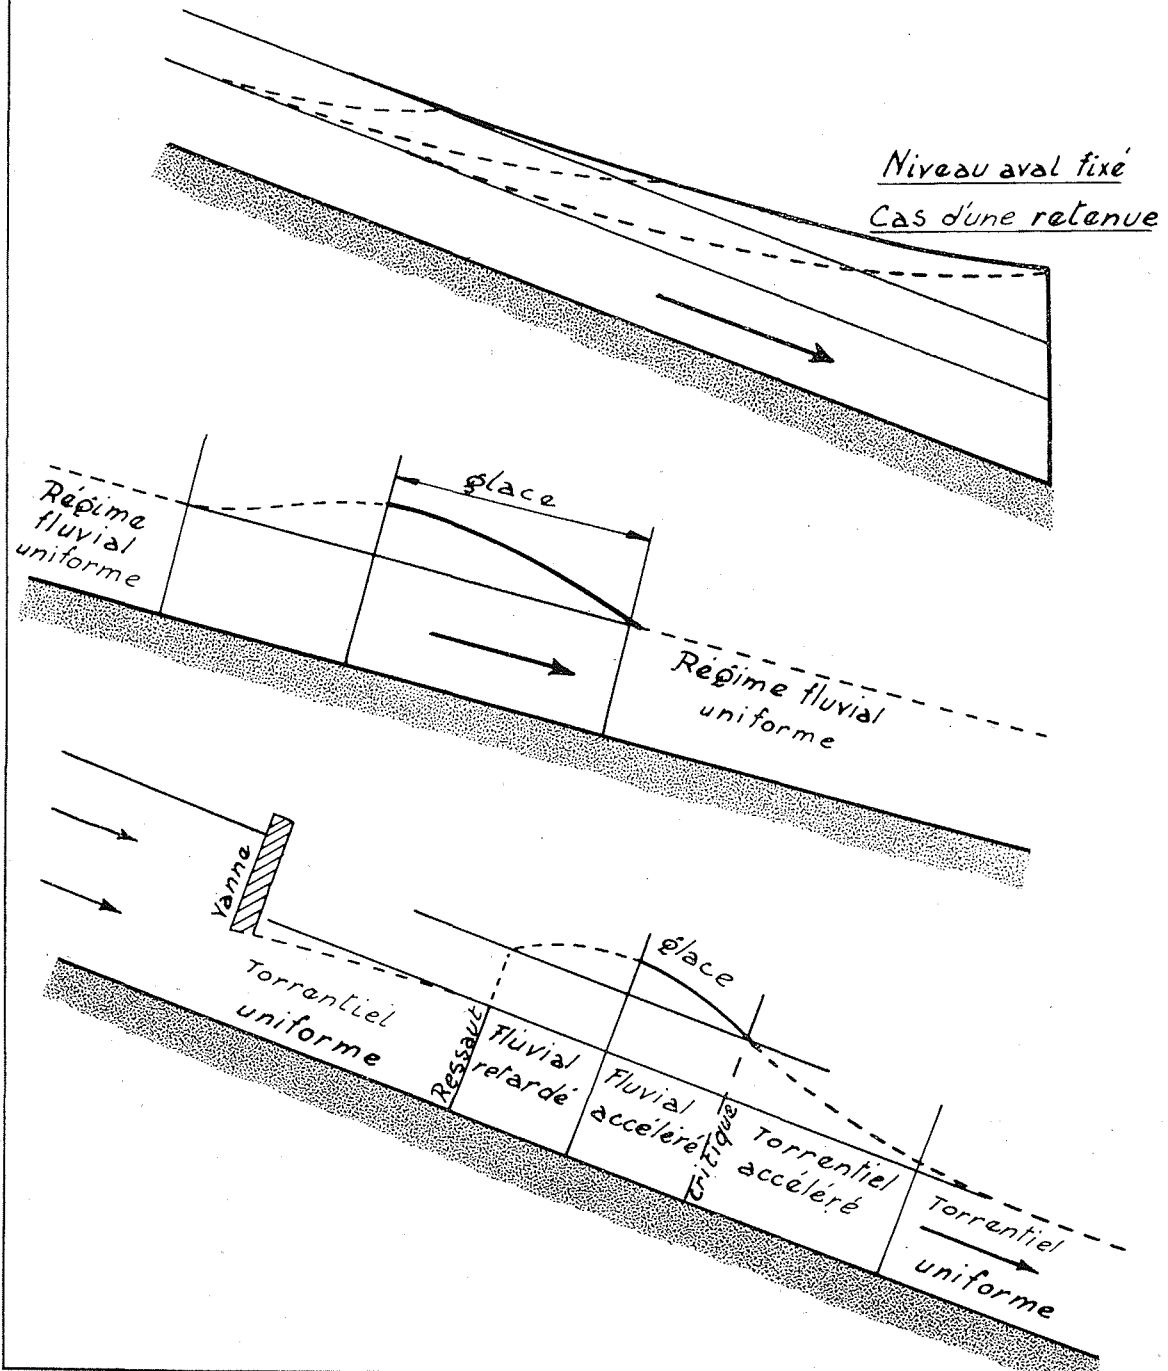 Niveau aval fixé
Cas d'une retenue
glace
Régime
fluvial
uniforme
Régime fluvial
uniforme
Vanne
glace
Torrentiel
uniforme
Ressaut
Fluvial
retardé
Fluvial
accéléré
critique
Torrentiel
accéléré
Torrentiel
uniforme